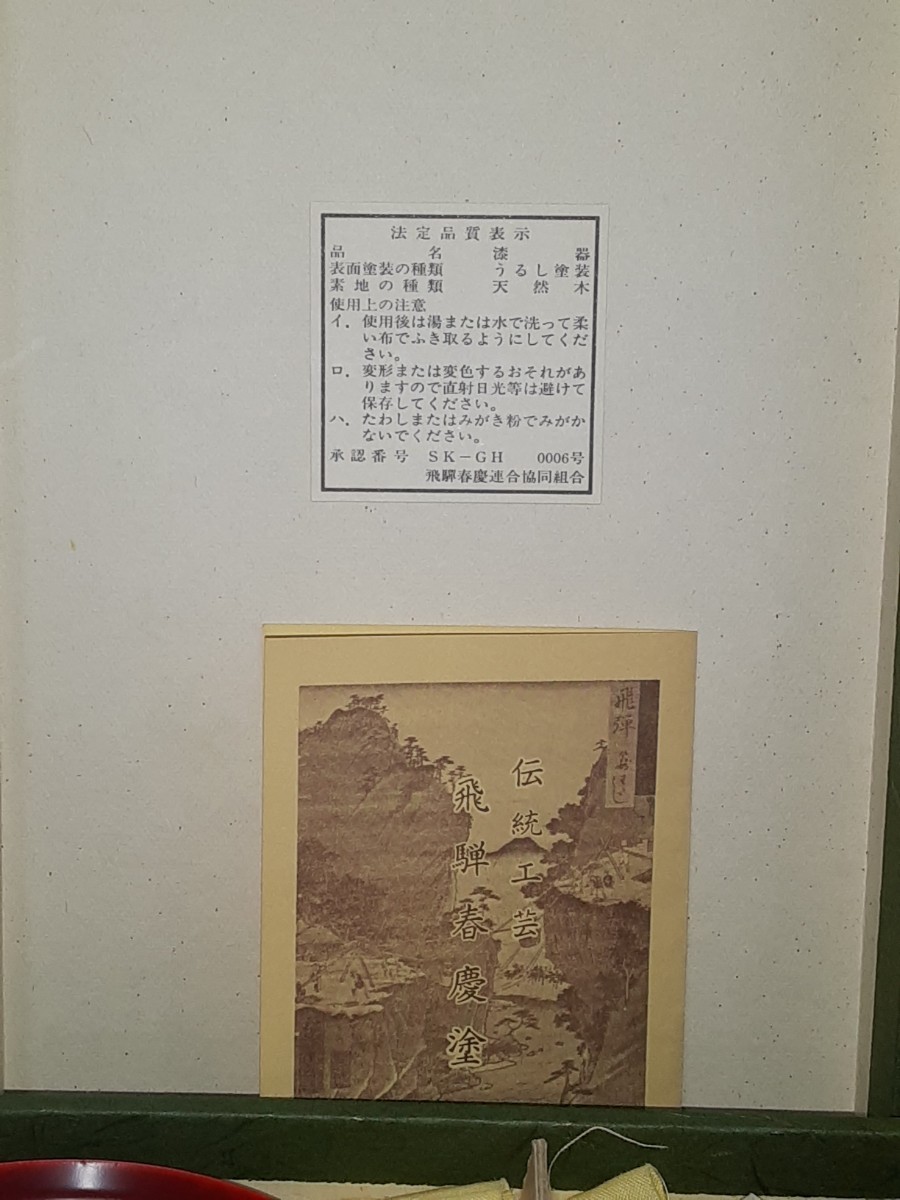 法定品質表示
品名 漆器
表面塗装の種類 うるし塗装
素地の種類 天然木
使用上の注意
イ．使用後は湯または水で洗って柔
い布でふき取るようにしてくだ
さい。
ロ．変形または変色するおそれがあ
りますので直射日光等は避けて
保存してください。
ハ．たわしまたはみがき粉でみがか
ないでください。
承認番号 SK－GH 0006号
飛騨春慶連合協同組合
伝統工芸
飛騨春慶塗
飛騨